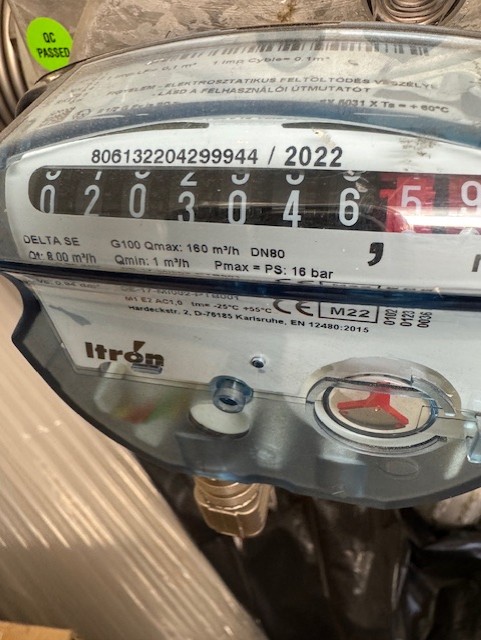 QC
PASSED
1 imp Cyble= 0.1m³
ELEKTROSZTATIKUS FELTÖLTŐDÉS VESZÉLY
LÁSD A FELHASZNÁLÓI ÚTMUTATÓT
Ts = + 60°C
806132204299944 / 2022
0 2 0 3 0 4 6 , 5 9
DELTA SE G100 Qmax: 160 m³/h DN80
Qt: 8.00 m³/h Qmin: 1 m³/h Pmax = PS: 16 bar
M1 E2 AC1,0 tm= -25°C +55°C CE M22 0102 0123 0036
Hardeckstr. 2, D-76185 Karlsruhe, EN 12480:2015
Itron